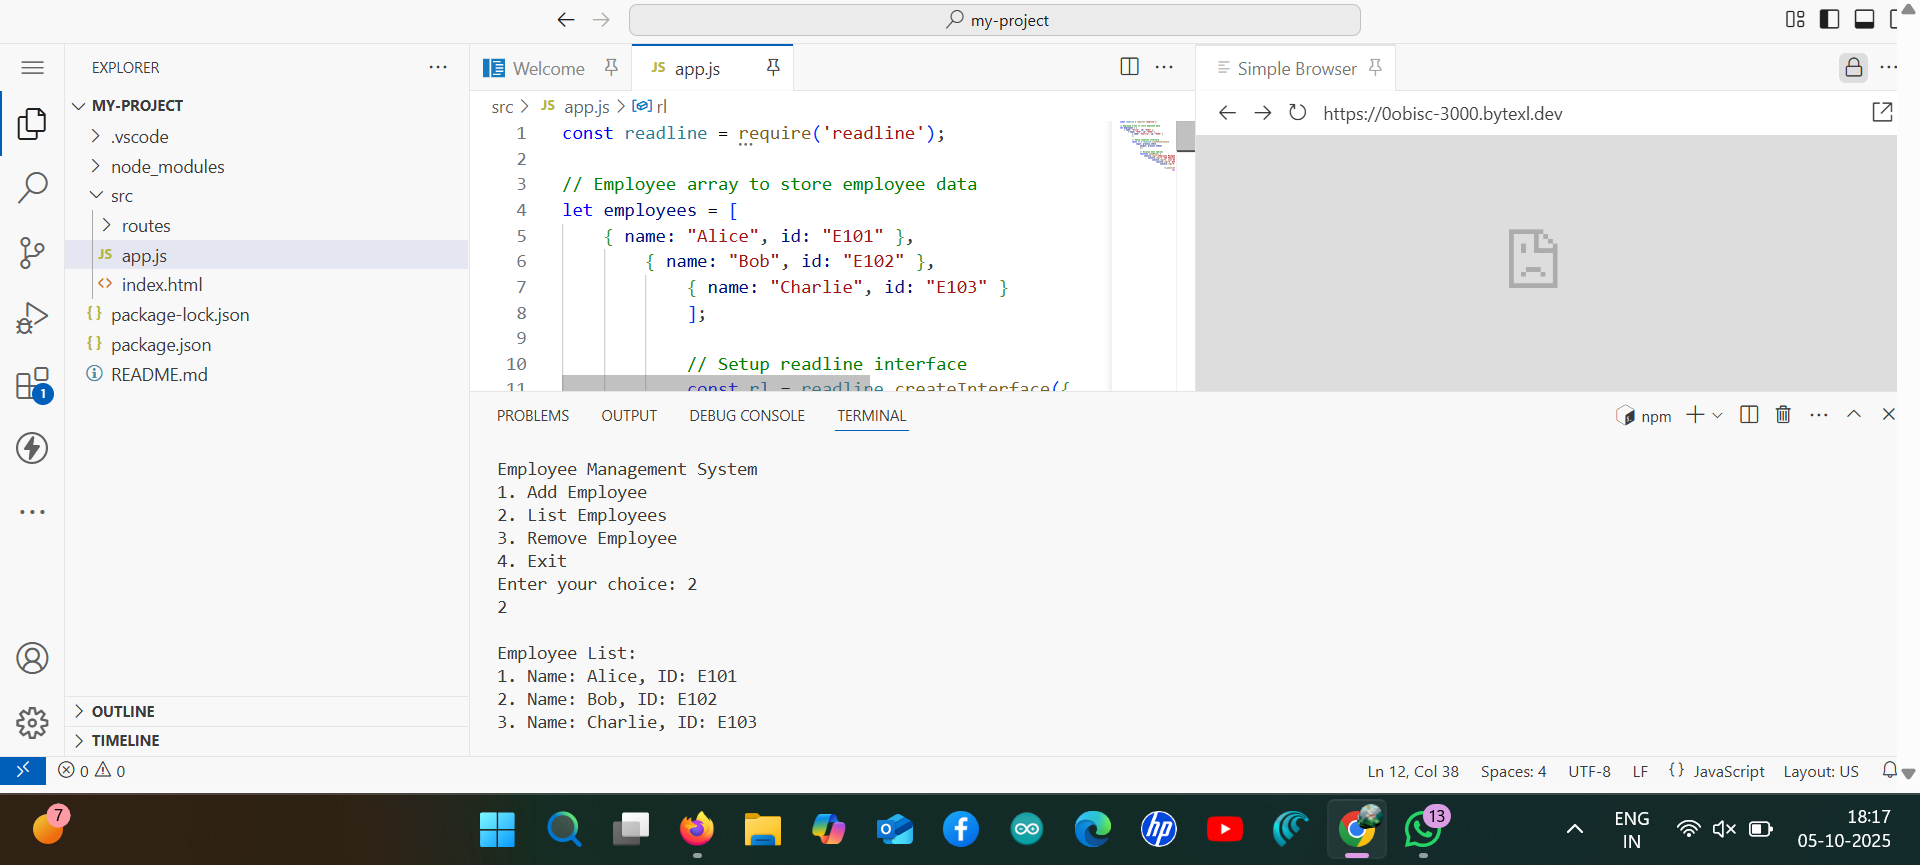 my-project
EXPLORER
MY-PROJECT
.vscode
node_modules
src
routes
JS app.js
<> index.html
{} package-lock.json
{} package.json
README.md
OUTLINE
TIMELINE
1
Welcome
JS app.js
src > JS app.js > rl
1 const readline = require('readline');
2
3 // Employee array to store employee data
4 let employees = [
5 { name: "Alice", id: "E101" },
6 { name: "Bob", id: "E102" },
7 { name: "Charlie", id: "E103" }
8 ];
9
10 // Setup readline interface
11 const rl = readline.createInterface({
Simple Browser
https://0obisc-3000.bytexl.dev
PROBLEMS OUTPUT DEBUG CONSOLE TERMINAL
npm
Employee Management System
1. Add Employee
2. List Employees
3. Remove Employee
4. Exit
Enter your choice: 2
2
Employee List:
1. Name: Alice, ID: E101
2. Name: Bob, ID: E102
3. Name: Charlie, ID: E103
0 0
Ln 12, Col 38 Spaces: 4 UTF-8 LF {} JavaScript Layout: US
7
hp
13
ENG
IN
18:17
05-10-2025